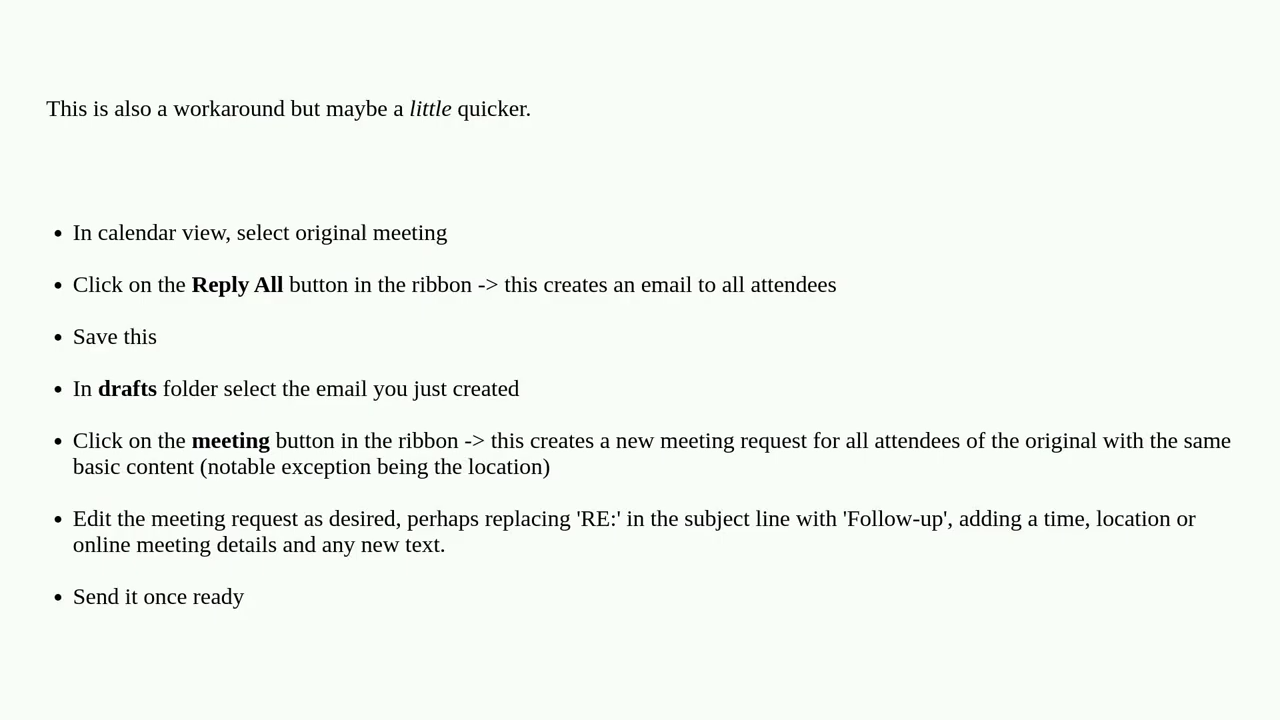 This is also a workaround but maybe a little quicker.
• In calendar view, select original meeting
• Click on the Reply All button in the ribbon -> this creates an email to all attendees
• Save this
• In drafts folder select the email you just created
• Click on the meeting button in the ribbon -> this creates a new meeting request for all attendees of the original with the same
basic content (notable exception being the location)
• Edit the meeting request as desired, perhaps replacing 'RE:' in the subject line with 'Follow-up', adding a time, location or
online meeting details and any new text.
• Send it once ready